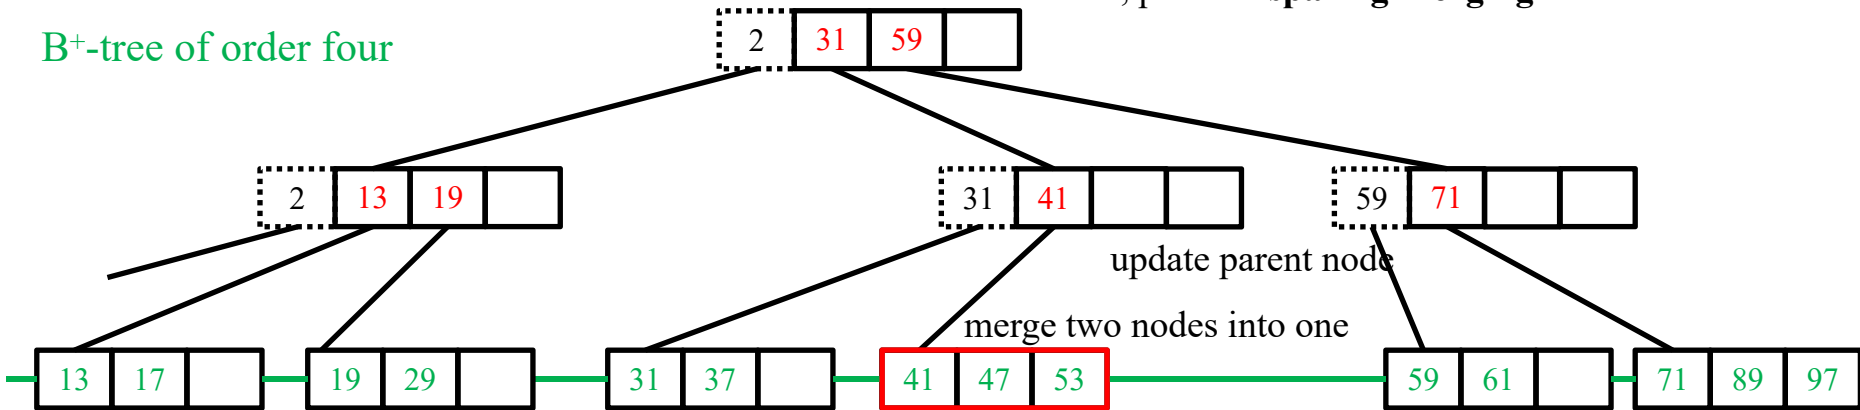 B⁺-tree of order four
2 31 59
2 13 19
31 41
59 71
update parent node
merge two nodes into one
13 17
19 29
31 37
41 47 53
59 61
71 89 97